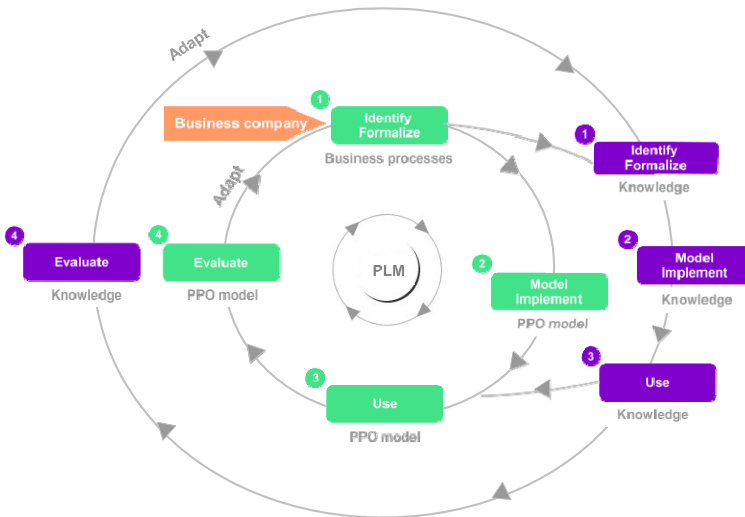 Adapt
1
Identify
Formalize
Business company
Business processes
1
Identify
Formalize
Knowledge
Adapt
4
Evaluate
Knowledge
4
Evaluate
PPO model
PLM
2
Model
Implement
PPO model
2
Model
Implement
Knowledge
3
Use
PPO model
3
Use
Knowledge